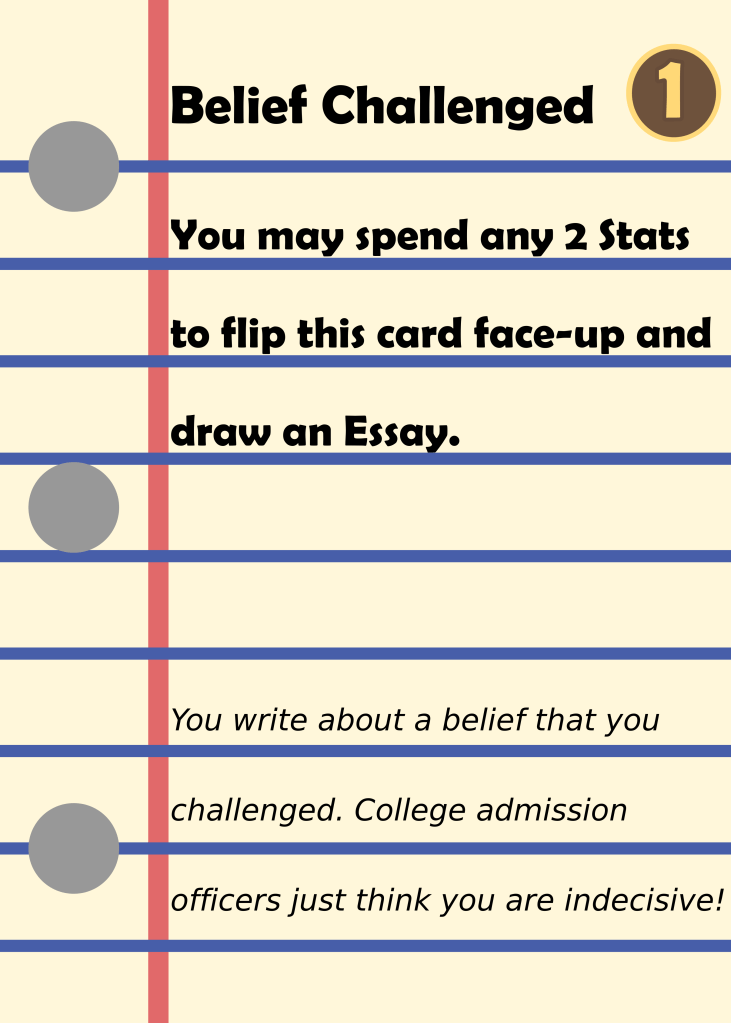 Belief Challenged 1
You may spend any 2 Stats
to flip this card face-up and
draw an Essay.
You write about a belief that you
challenged. College admission
officers just think you are indecisive!